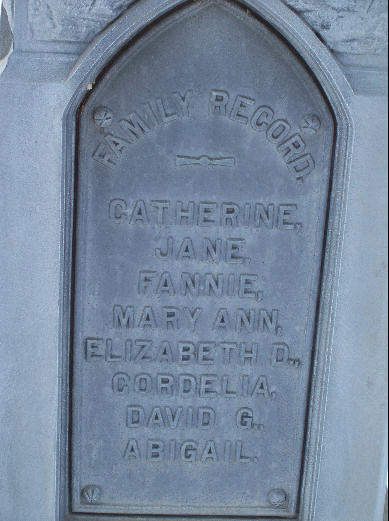 FAMILY RECORD.
CATHERINE,
JANE,
FANNIE,
MARY ANN,
ELIZABETH D.,
CORDELIA,
DAVID G.,
ABIGAIL.